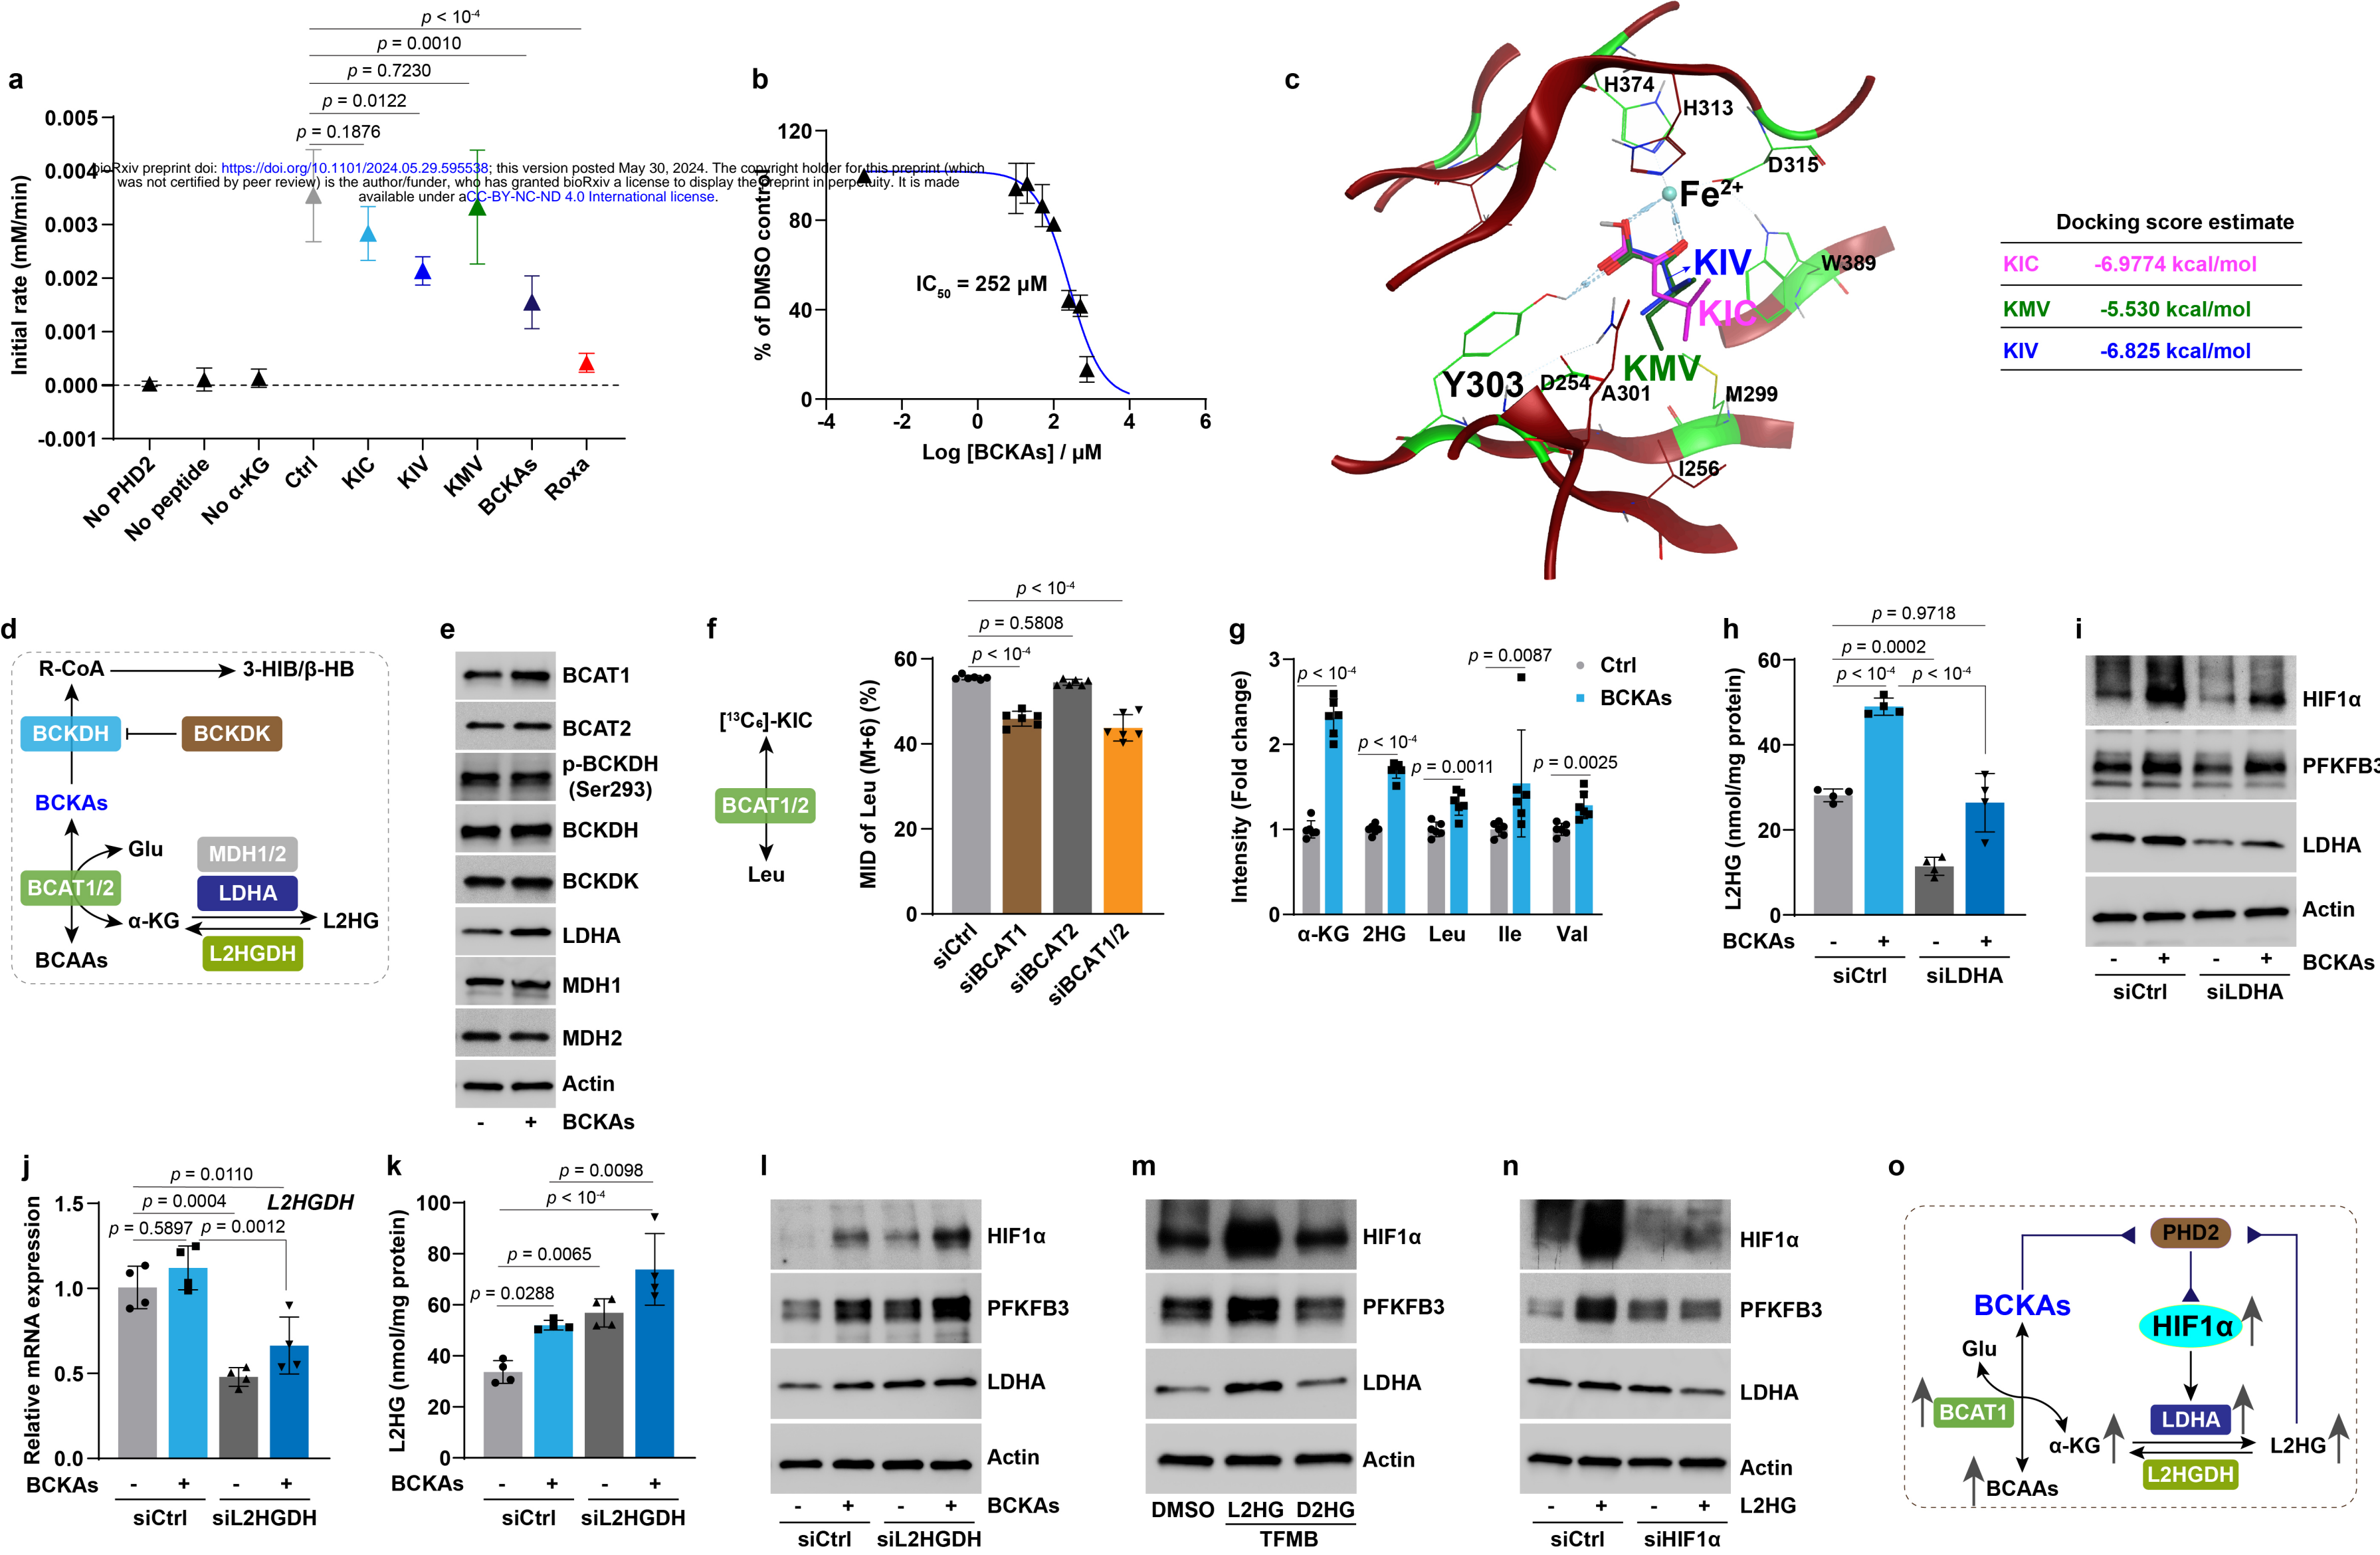 a
p < 10-4
p = 0.0010
p = 0.7230
p = 0.0122
p = 0.1876
Initial rate (mM/min)
0.005
0.004
0.003
0.002
0.001
0.000
-0.001
No PHD2
No peptide
No α-KG
Ctrl
KIC
KIV
KMV
BCKAs
Roxa
bioRxiv preprint doi: https://doi.org/10.1101/2024.05.29.595538; this version posted May 30, 2024. The copyright holder for this preprint (which
was not certified by peer review) is the author/funder, who has granted bioRxiv a license to display the preprint in perpetuity. It is made
available under aCC-BY-NC-ND 4.0 International license.
b
% of DMSO control
120
80
40
0
IC50 = 252 µM
-4
-2
0
2
4
6
Log [BCKAs] / µM
c
H374
H313
D315
Fe2+
KIV
W389
KIC
KMV
Y303
D254
A301
M299
I256
Docking score estimate
KIC -6.9774 kcal/mol
KMV -5.530 kcal/mol
KIV -6.825 kcal/mol
d
R-CoA
3-HIB/β-HB
BCKDH
BCKDK
BCKAs
Glu
MDH1/2
BCAT1/2
LDHA
α-KG
L2HG
L2HGDH
BCAAs
e
BCAT1
BCAT2
p-BCKDH
(Ser293)
BCKDH
BCKDK
LDHA
MDH1
MDH2
Actin
- + BCKAs
f
[13C6]-KIC
BCAT1/2
Leu
p < 10-4
p = 0.5808
p < 10-4
MID of Leu (M+6) (%)
60
40
20
0
siCtrl
siBCAT1
siBCAT2
siBCAT1/2
g
Intensity (Fold change)
3
2
1
0
p < 10-4
p < 10-4
p = 0.0011
p = 0.0087
p = 0.0025
Ctrl
BCKAs
α-KG
2HG
Leu
Ile
Val
h
p = 0.9718
p = 0.0002
p < 10-4
p < 10-4
L2HG (nmol/mg protein)
60
40
20
0
BCKAs - + - +
siCtrl
siLDHA
i
HIF1α
PFKFB3
LDHA
Actin
- + - + BCKAs
siCtrl
siLDHA
j
p = 0.0110
p = 0.0004
p = 0.5897
p = 0.0012
L2HGDH
Relative mRNA expression
1.5
1.0
0.5
0.0
BCKAs - + - +
siCtrl
siL2HGDH
k
p = 0.0098
p < 10-4
p = 0.0065
p = 0.0288
L2HG (nmol/mg protein)
100
80
60
40
20
0
BCKAs - + - +
siCtrl
siL2HGDH
l
HIF1α
PFKFB3
LDHA
Actin
- + - + BCKAs
siCtrl
siL2HGDH
m
HIF1α
PFKFB3
LDHA
Actin
DMSO L2HG D2HG
TFMB
n
HIF1α
PFKFB3
LDHA
Actin
- + - + L2HG
siCtrl
siHIF1α
o
PHD2
BCKAs
HIF1α
Glu
BCAT1
LDHA
α-KG
L2HG
L2HGDH
BCAAs